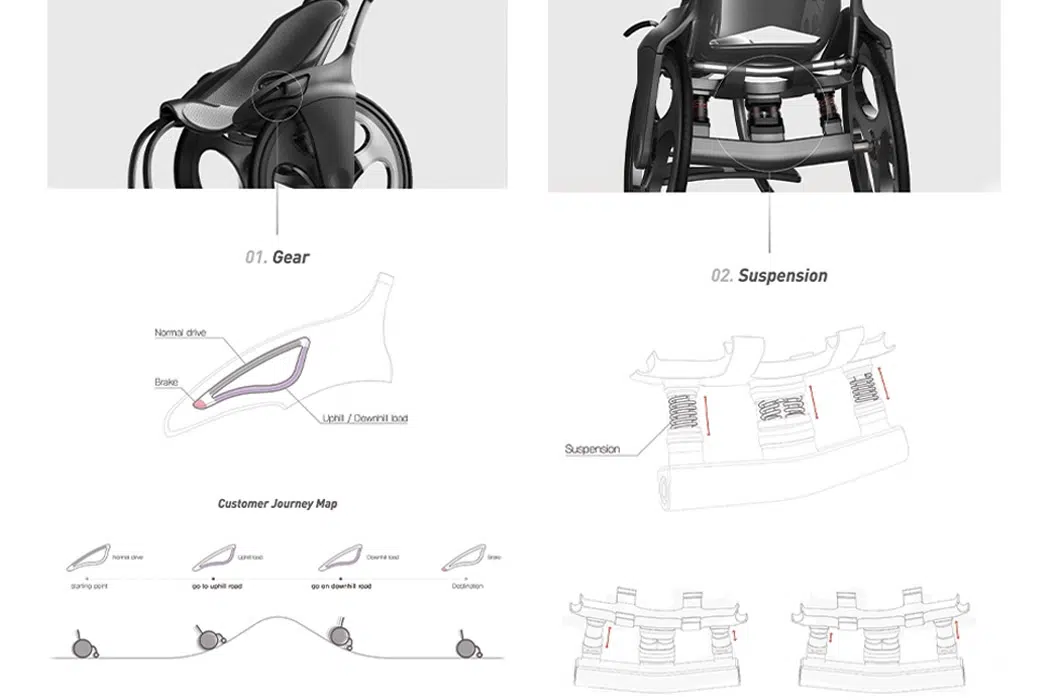 01. Gear
Normal drive
Brake
Uphill / Downhill load
Customer Journey Map
Normal drive
Uphill load
Downhill load
Brake
starting point
go to uphill road
go on downhill road
Destination
02. Suspension
Suspension